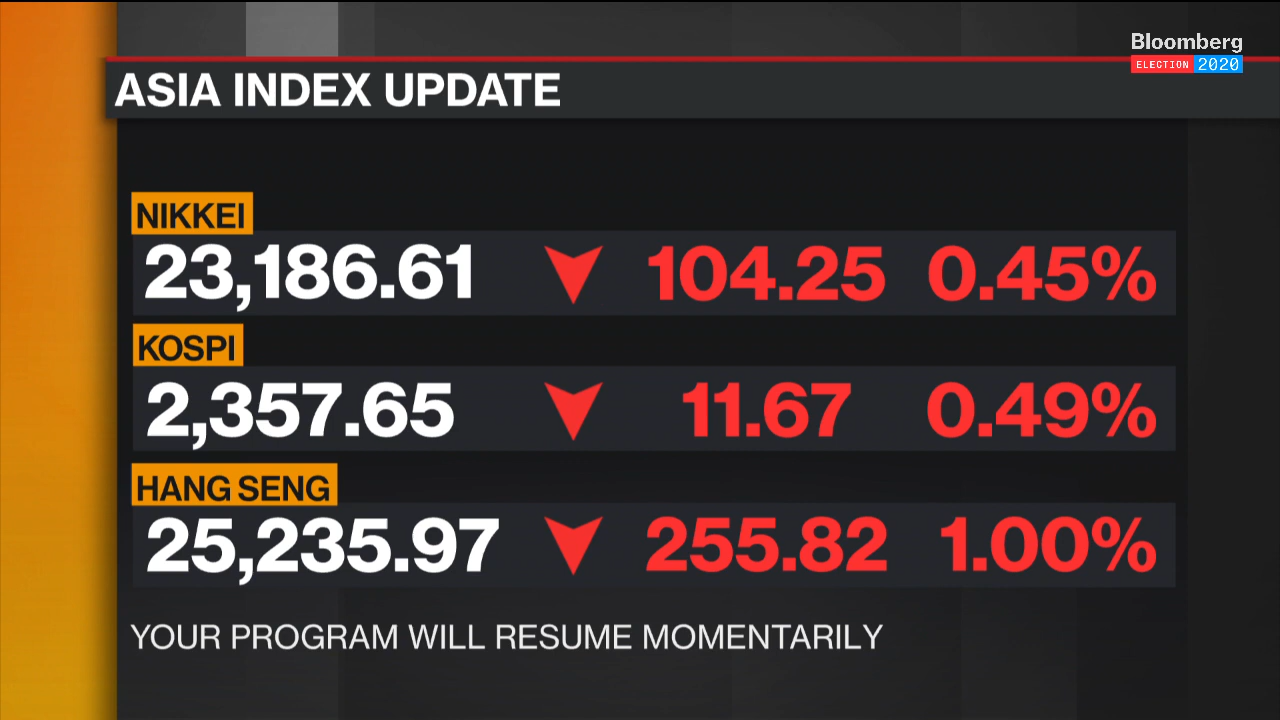 Bloomberg
ELECTION 2020
ASIA INDEX UPDATE
NIKKEI
23,186.61 104.25 0.45%
KOSPI
2,357.65 11.67 0.49%
HANG SENG
25,235.97 255.82 1.00%
YOUR PROGRAM WILL RESUME MOMENTARILY